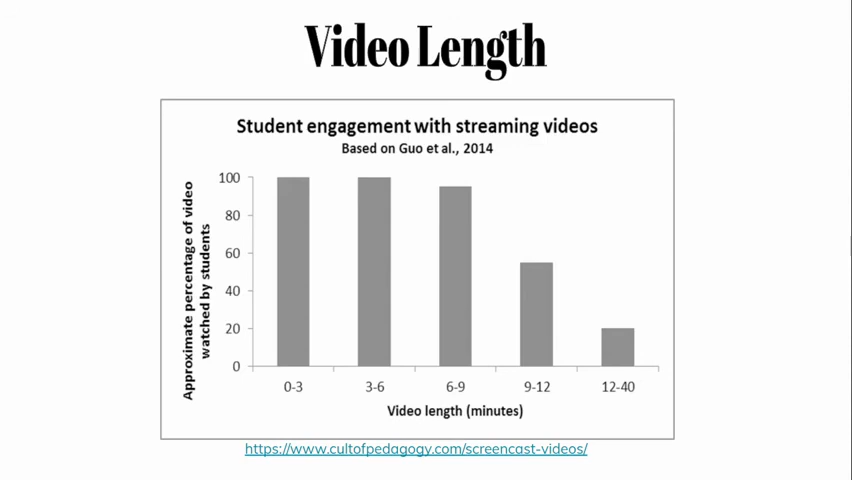 Video Length
Student engagement with streaming videos
Based on Guo et al., 2014
Approximate percentage of video
watched by students
100
80
60
40
20
0
0-3 3-6 6-9 9-12 12-40
Video length (minutes)
https://www.cultofpedagogy.com/screencast-videos/